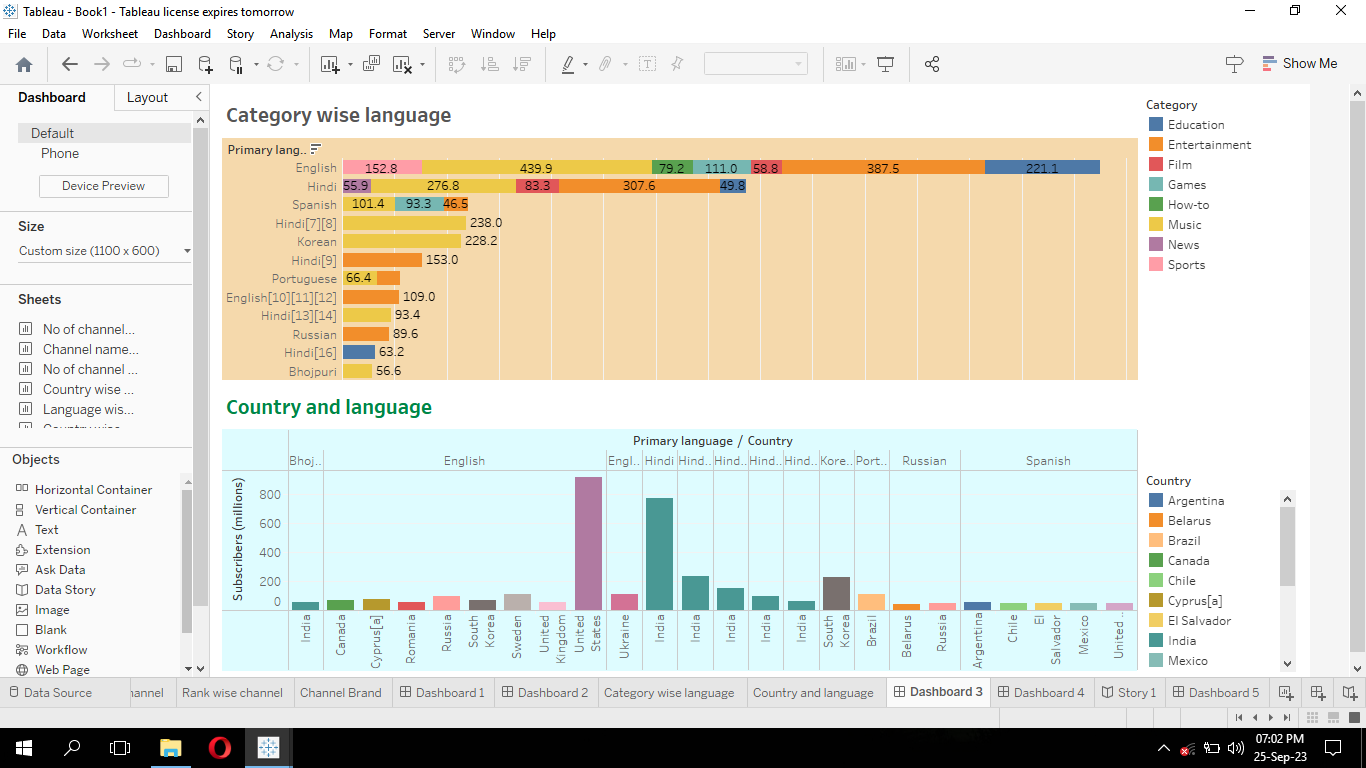 Tableau - Book1 - Tableau license expires tomorrow
File Data Worksheet Dashboard Story Analysis Map Format Server Window Help
Show Me
Dashboard Layout
Default
Phone
Device Preview
Size
Custom size (1100 x 600)
Sheets
No of channel...
Channel name...
No of channel ...
Country wise ...
Language wis...
Objects
Horizontal Container
Vertical Container
Text
Extension
Ask Data
Data Story
Image
Blank
Workflow
Web Page
Category wise language
Primary lang..
English 152.8 439.9 79.2 111.0 58.8 387.5 221.1
Hindi 55.9 276.8 83.3 307.6 49.8
Spanish 101.4 93.3 46.5
Hindi[7][8] 238.0
Korean 228.2
Hindi[9] 153.0
Portuguese 66.4
English[10][11][12] 109.0
Hindi[13][14] 93.4
Russian 89.6
Hindi[16] 63.2
Bhojpuri 56.6
Category
Education
Entertainment
Film
Games
How-to
Music
News
Sports
Country and language
Primary language / Country
Bhoj.. English Engl.. Hindi Hind.. Hind.. Hind.. Hind.. Kore.. Port.. Russian Spanish
Subscribers (millions)
800
600
400
200
0
India Canada Cyprus[a] Romania Russia South Korea Sweden United Kingdom United States Ukraine India India India India India South Korea Brazil Belarus Russia Argentina Chile El Salvador Mexico United ..
Country
Argentina
Belarus
Brazil
Canada
Chile
Cyprus[a]
El Salvador
India
Mexico
Data Source hannel Rank wise channel Channel Brand Dashboard 1 Dashboard 2 Category wise language Country and language Dashboard 3 Dashboard 4 Story 1 Dashboard 5
07:02 PM
25-Sep-23